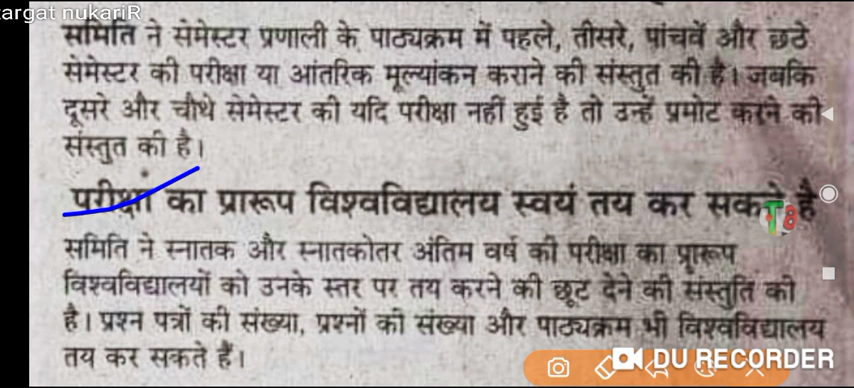 argat nukariR
समिति ने सेमेस्टर प्रणाली के पाठ्यक्रम में पहले, तीसरे, पांचवें और छठे
सेमेस्टर की परीक्षा या आंतरिक मूल्यांकन कराने की संस्तुत की है। जबकि
दूसरे और चौथे सेमेस्टर की यदि परीक्षा नहीं हुई है तो उन्हें प्रमोट करने की
संस्तुत की है।
परीक्षा का प्रारूप विश्वविद्यालय स्वयं तय कर सकते है
समिति ने स्नातक और स्नातकोतर अंतिम वर्ष की परीक्षा का प्रारूप
विश्वविद्यालयों को उनके स्तर पर तय करने की छूट देने की संस्तुति की
है। प्रश्न पत्रों की संख्या, प्रश्नों की संख्या और पाठ्यक्रम भी विश्वविद्यालय
तय कर सकते हैं।
DU RECORDER